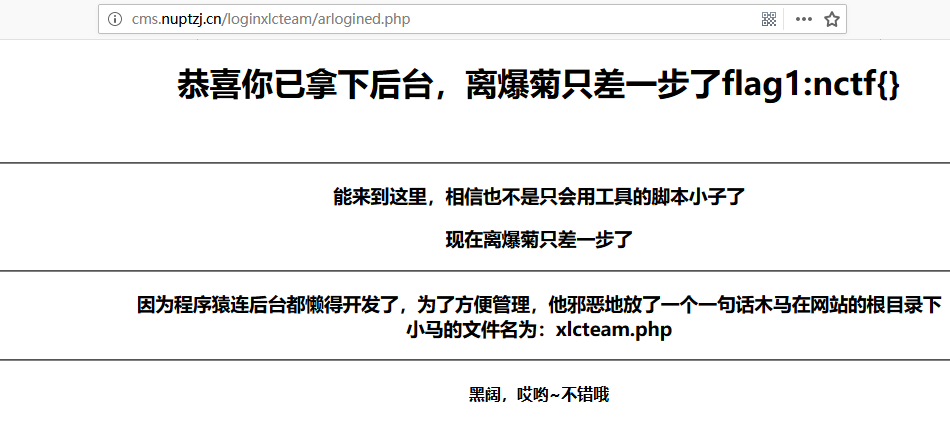 cms.nuptzj.cn/loginxlcteam/arlogined.php
恭喜你已拿下后台，离爆菊只差一步了flag1:nctf{}
能来到这里，相信也不是只会用工具的脚本小子了
现在离爆菊只差一步了
因为程序猿连后台都懒得开发了，为了方便管理，他邪恶地放了一个一句话木马在网站的根目录下
小马的文件名为：xlcteam.php
黑阔，哎哟~不错哦